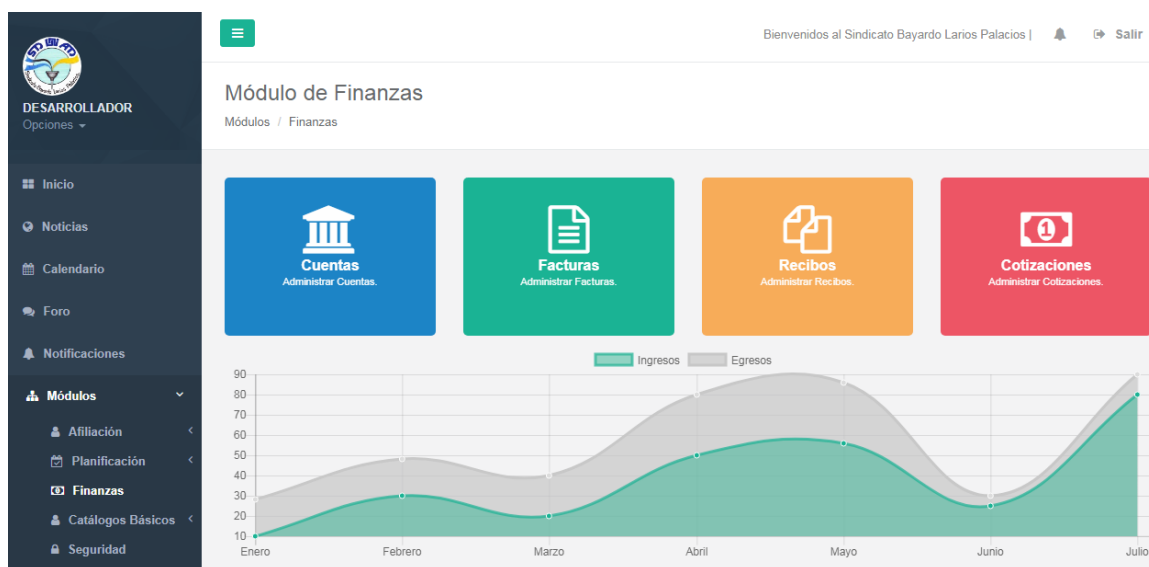 DESARROLLADOR
Opciones
Inicio
Noticias
Calendario
Foro
Notificaciones
Módulos
Afiliación
Planificación
Finanzas
Catálogos Básicos
Seguridad
Bienvenidos al Sindicato Bayardo Larios Palacios |
Salir
Módulo de Finanzas
Módulos / Finanzas
Cuentas
Administrar Cuentas.
Facturas
Administrar Facturas.
Recibos
Administrar Recibos.
1
Cotizaciones
Administrar Cotizaciones.
Ingresos Egresos
90
80
70
60
50
40
30
20
10
Enero Febrero Marzo Abril Mayo Junio Julio